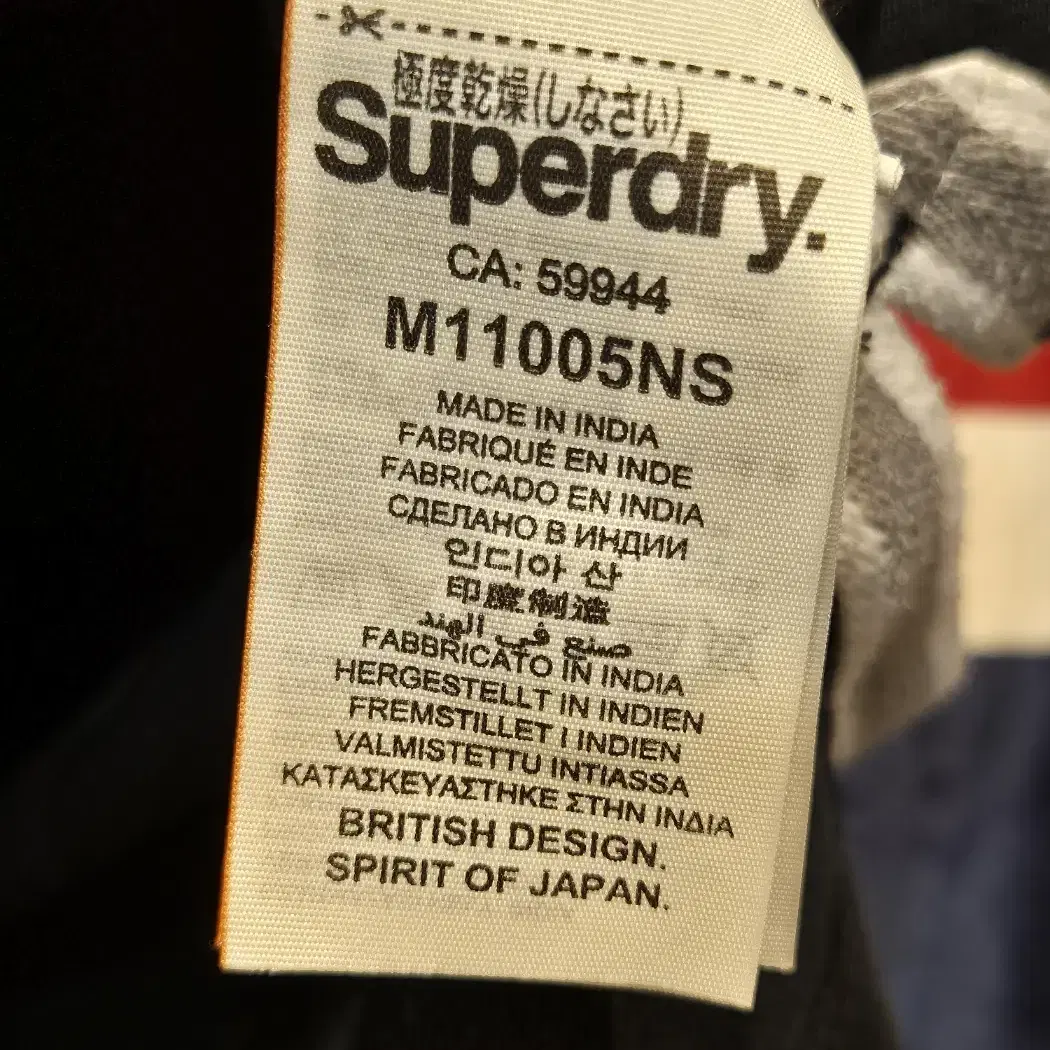 極度乾燥(しなさい)
Superdry.
CA: 59944
M11005NS
MADE IN INDIA
FABRIQUÉ EN INDE
FABRICADO EN INDIA
СДЕЛАНО В ИНДИИ
인디아 산
印度制造
صنع في الهند
FABBRICATO IN INDIA
HERGESTELLT IN INDIEN
FREMSTILLET I INDIEN
VALMISTETTU INTIASSA
ΚΑΤΑΣΚΕΥΑΣΤΗΚΕ ΣΤΗΝ ΙΝΔΙΑ
BRITISH DESIGN.
SPIRIT OF JAPAN.